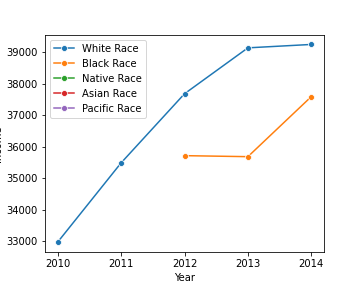 39000
38000
37000
36000
35000
34000
33000
White Race
Black Race
Native Race
Asian Race
Pacific Race
2010 2011 2012 2013 2014
Year